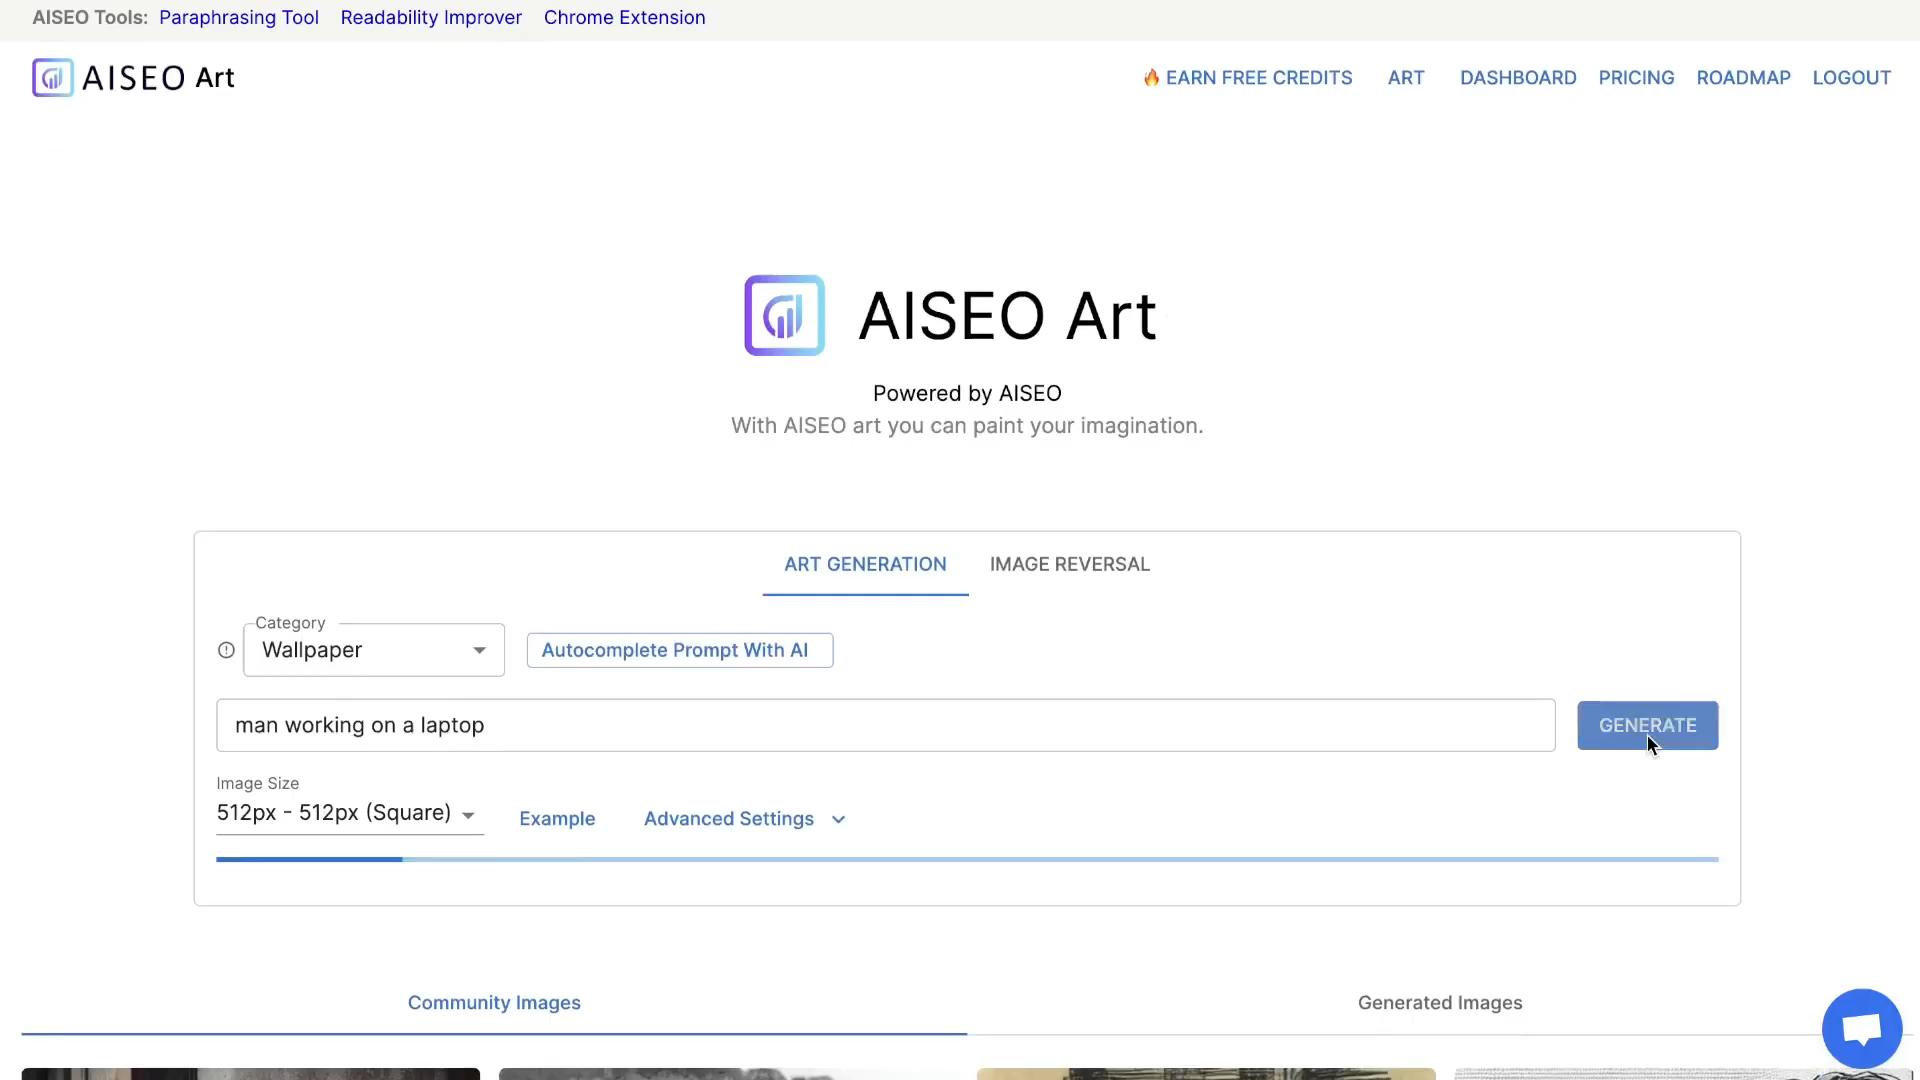 AISEO Tools: Paraphrasing Tool Readability Improver Chrome Extension
AISEO Art
EARN FREE CREDITS ART DASHBOARD PRICING ROADMAP LOGOUT
AISEO Art
Powered by AISEO
With AISEO art you can paint your imagination.
ART GENERATION IMAGE REVERSAL
Category
Wallpaper
Autocomplete Prompt With AI
man working on a laptop
GENERATE
Image Size
512px - 512px (Square)
Example
Advanced Settings
Community Images
Generated Images